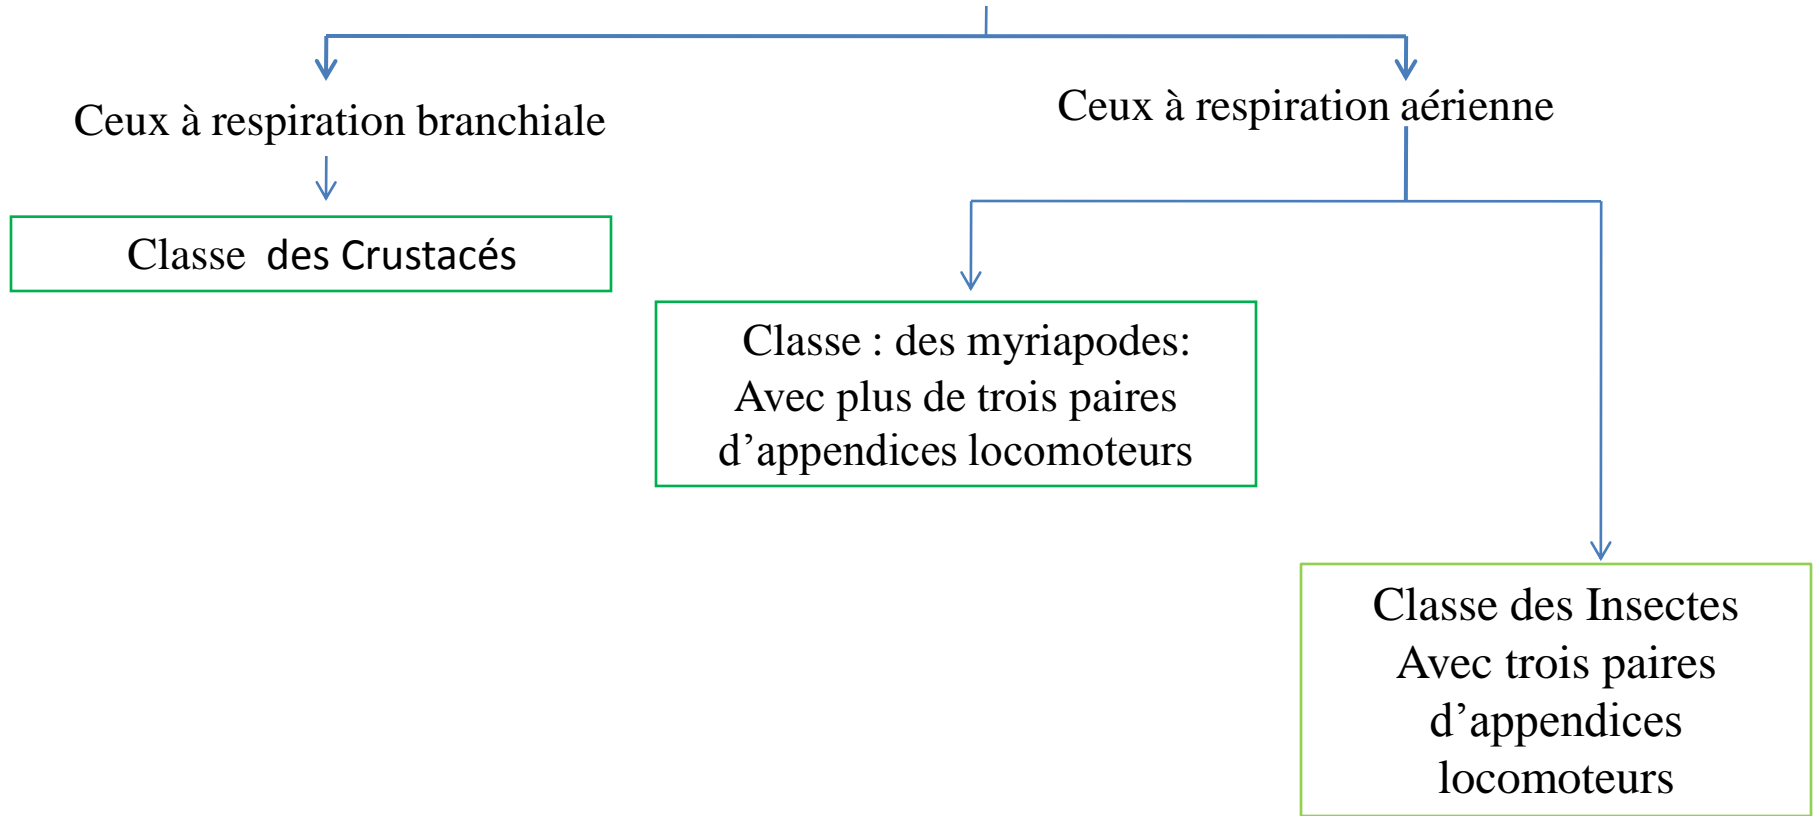 Ceux à respiration branchiale
Ceux à respiration aérienne
Classe des Crustacés
Classe : des myriapodes:
Avec plus de trois paires
d’appendices locomoteurs
Classe des Insectes
Avec trois paires
d’appendices
locomoteurs